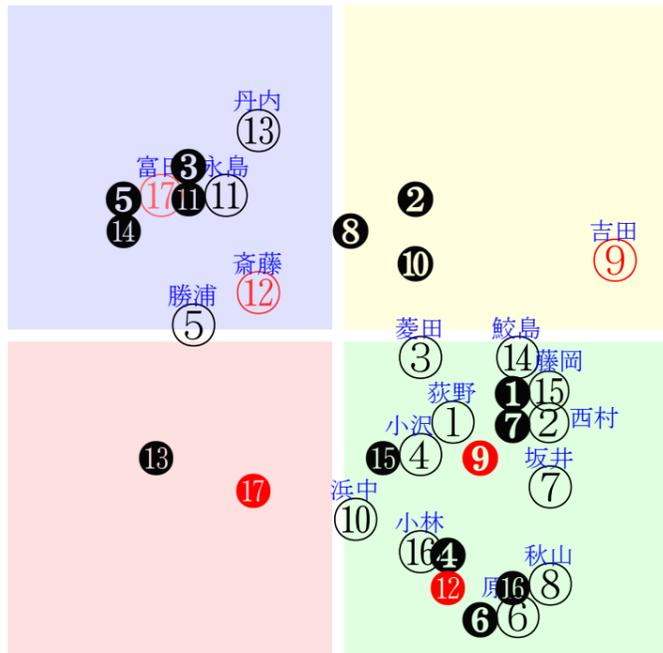 丹内
⑬
富田 ❸ 永島
❺ ⑰ ⓫ ⑪
❷
⓮
❽
吉田
斎藤
❿
⑨
⑫
勝浦
⑤
菱田 鮫島
③ ⑭ 藤岡
❶ ⑮
荻野
① ❼ ② 西村
小沢
⓭ ⓯ ④ ❾ 坂井
⓱ 浜中 ⑦
⑩
小林
⑯ ❹ 秋山
⓬ 原 ⓰ ⑧
❻ ⑥